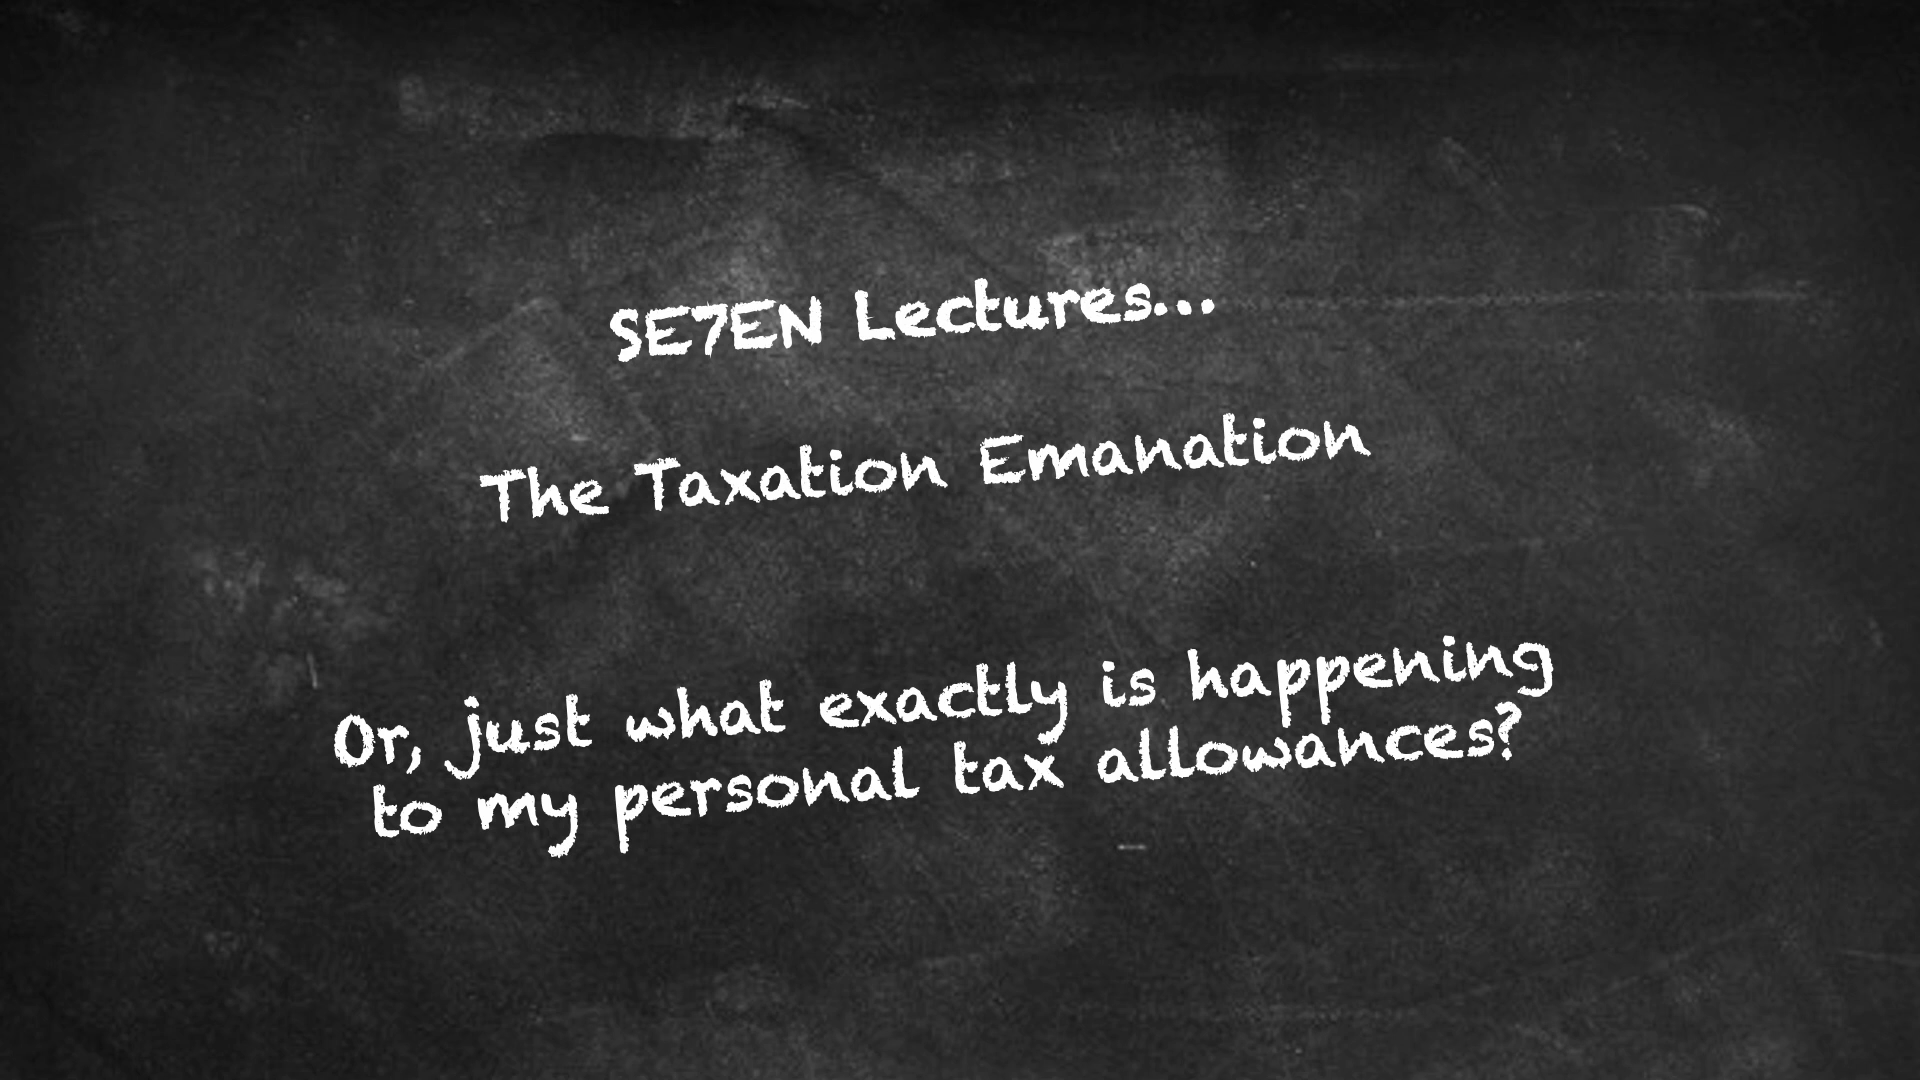 SE7EN Lectures...
The Taxation Emanation
Or, just what exactly is happening
to my personal tax allowances?